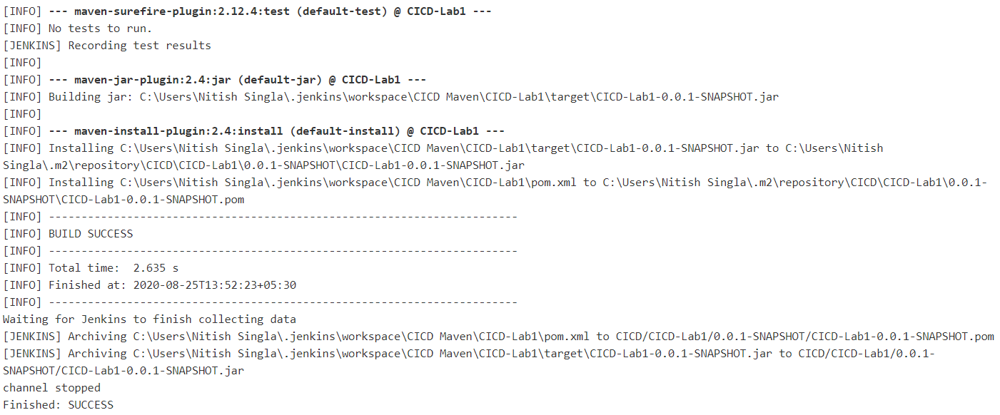 [INFO] --- maven-surefire-plugin:2.12.4:test (default-test) @ CICD-Lab1 ---
[INFO] No tests to run.
[JENKINS] Recording test results
[INFO]
[INFO] --- maven-jar-plugin:2.4:jar (default-jar) @ CICD-Lab1 ---
[INFO] Building jar: C:\Users\Nitish Singla\.jenkins\workspace\CICD Maven\CICD-Lab1\target\CICD-Lab1-0.0.1-SNAPSHOT.jar
[INFO]
[INFO] --- maven-install-plugin:2.4:install (default-install) @ CICD-Lab1 ---
[INFO] Installing C:\Users\Nitish Singla\.jenkins\workspace\CICD Maven\CICD-Lab1\target\CICD-Lab1-0.0.1-SNAPSHOT.jar to C:\Users\Nitish
Singla\.m2\repository\CICD\CICD-Lab1\0.0.1-SNAPSHOT\CICD-Lab1-0.0.1-SNAPSHOT.jar
[INFO] Installing C:\Users\Nitish Singla\.jenkins\workspace\CICD Maven\CICD-Lab1\pom.xml to C:\Users\Nitish Singla\.m2\repository\CICD\CICD-Lab1\0.0.1-
SNAPSHOT\CICD-Lab1-0.0.1-SNAPSHOT.pom
[INFO] ------------------------------------------------------------------------
[INFO] BUILD SUCCESS
[INFO] ------------------------------------------------------------------------
[INFO] Total time:  2.635 s
[INFO] Finished at: 2020-08-25T13:52:23+05:30
[INFO] ------------------------------------------------------------------------
Waiting for Jenkins to finish collecting data
[JENKINS] Archiving C:\Users\Nitish Singla\.jenkins\workspace\CICD Maven\CICD-Lab1\pom.xml to CICD/CICD-Lab1/0.0.1-SNAPSHOT/CICD-Lab1-0.0.1-SNAPSHOT.pom
[JENKINS] Archiving C:\Users\Nitish Singla\.jenkins\workspace\CICD Maven\CICD-Lab1\target\CICD-Lab1-0.0.1-SNAPSHOT.jar to CICD/CICD-Lab1/0.0.1-
SNAPSHOT/CICD-Lab1-0.0.1-SNAPSHOT.jar
channel stopped
Finished: SUCCESS